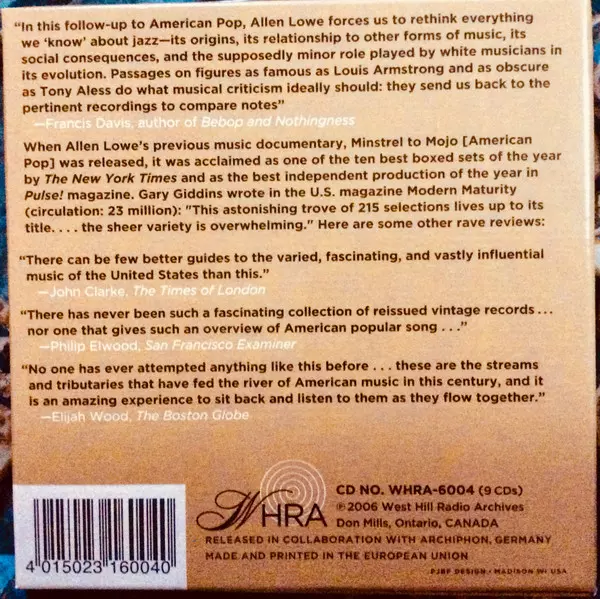 “In this follow-up to American Pop, Allen Lowe forces us to rethink everything
we ‘know’ about jazz—its origins, its relationship to other forms of music, its
social consequences, and the supposedly minor role played by white musicians in
its evolution. Passages on figures as famous as Louis Armstrong and as obscure
as Tony Aless do what musical criticism ideally should: they send us back to the
pertinent recordings to compare notes”
—Francis Davis, author of Bebop and Nothingness
When Allen Lowe's previous music documentary, Minstrel to Mojo [American
Pop] was released, it was acclaimed as one of the ten best boxed sets of the year
by The New York Times and as the best independent production of the year in
Pulse! magazine. Gary Giddins wrote in the U.S. magazine Modern Maturity
(circulation: 23 million): "This astonishing trove of 215 selections lives up to its
title. . . . the sheer variety is overwhelming." Here are some other rave reviews:
“There can be few better guides to the varied, fascinating, and vastly influential
music of the United States than this.”
—John Clarke, The Times of London
“There has never been such a fascinating collection of reissued vintage records . . .
nor one that gives such an overview of American popular song . . .”
—Philip Elwood, San Francisco Examiner
“No one has ever attempted anything like this before . . . these are the streams
and tributaries that have fed the river of American music in this century, and it
is an amazing experience to sit back and listen to them as they flow together.”
—Elijah Wood, The Boston Globe
WHRA
CD NO. WHRA-6004 (9 CDs)
℗2006 West Hill Radio Archives
Don Mills, Ontario, CANADA
RELEASED IN COLLABORATION WITH ARCHIPHON, GERMANY
MADE AND PRINTED IN THE EUROPEAN UNION
PJBF DESIGN · MADISON WI USA
4 015023 160040